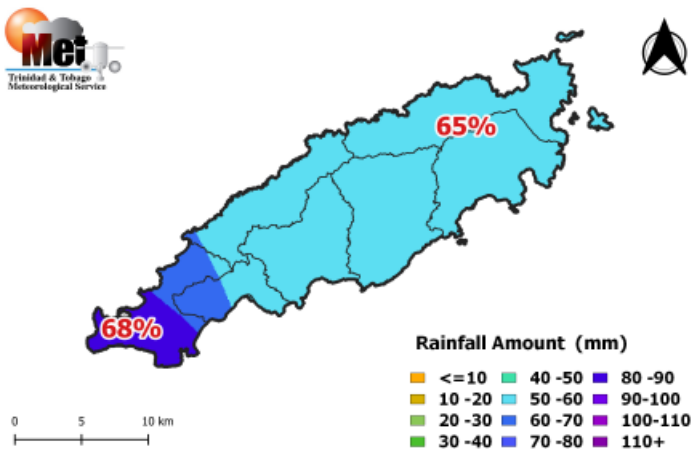 Met
Trinidad & Tobago
Meteorological Service
65%
68%
Rainfall Amount (mm)
<=10
10 -20
20 -30
30 -40
40 -50
50 -60
60 -70
70 -80
80 -90
90-100
100-110
110+
0 5 10 km